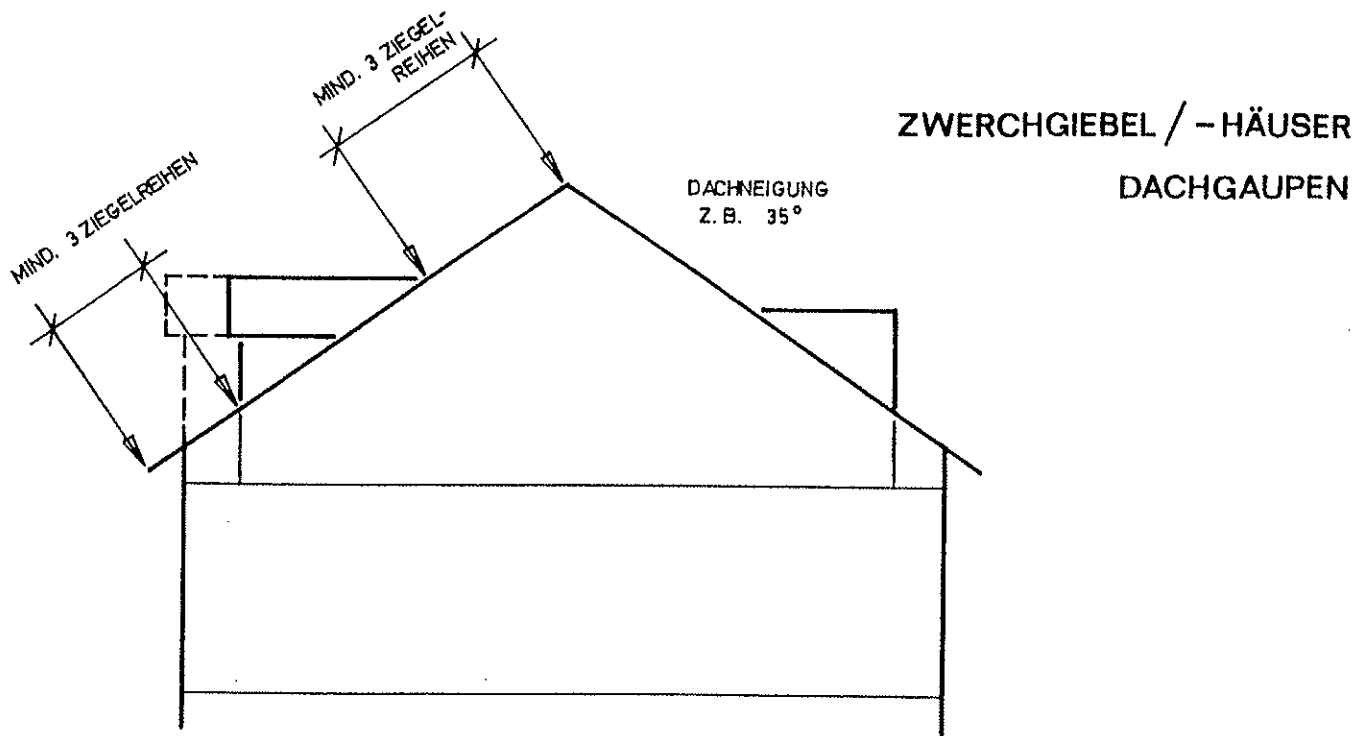 MIND. 3 ZIEGEL-
REIHEN
MIND. 3 ZIEGELREIHEN
ZWERCHGIEBEL / - HÄUSER
DACHGAUPEN
DACHNEIGUNG
Z. B. 35°